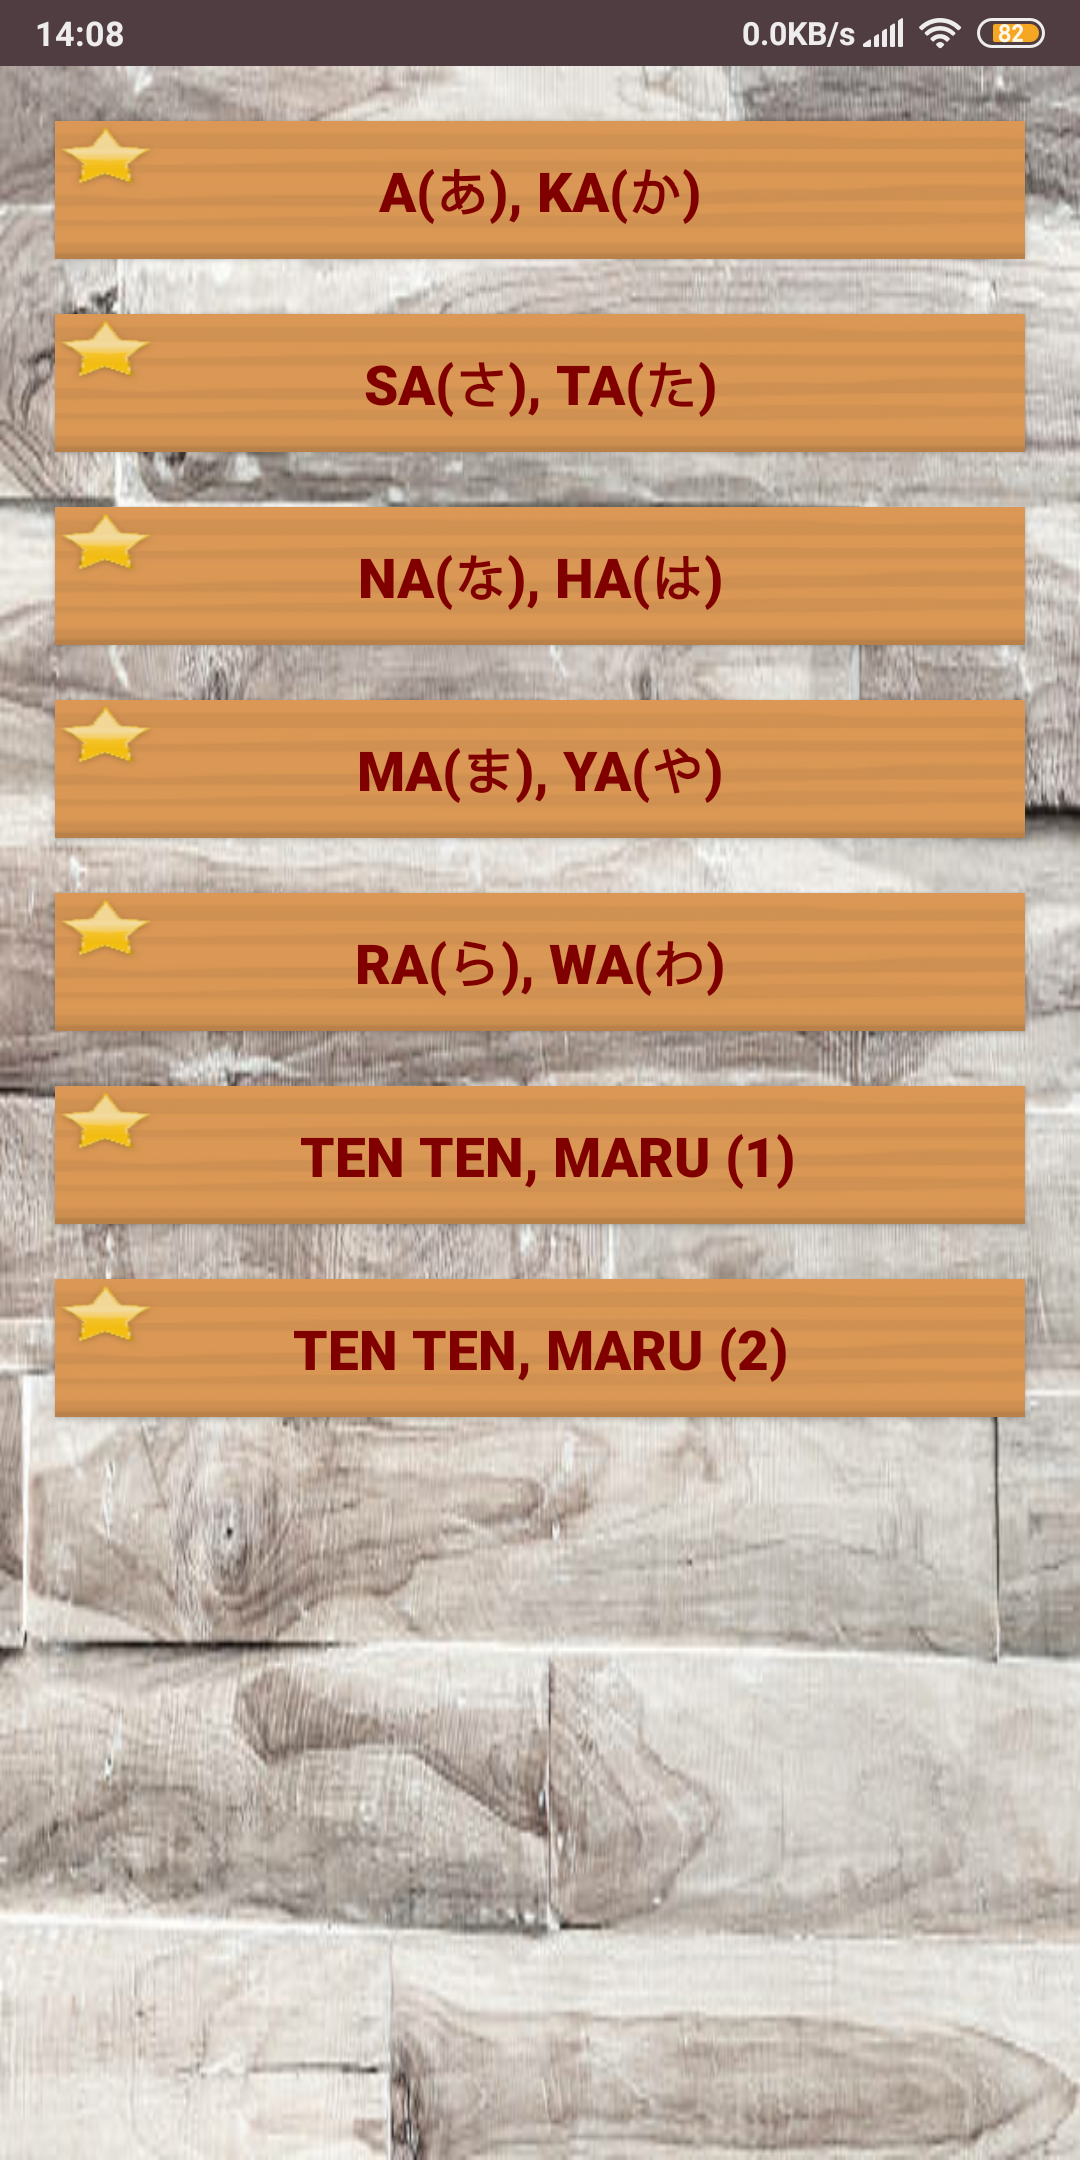 14:08 0.0KB/s 82
A(あ), KA(か)
SA(さ), TA(た)
NA(な), HA(は)
MA(ま), YA(や)
RA(ら), WA(わ)
TEN TEN, MARU (1)
TEN TEN, MARU (2)